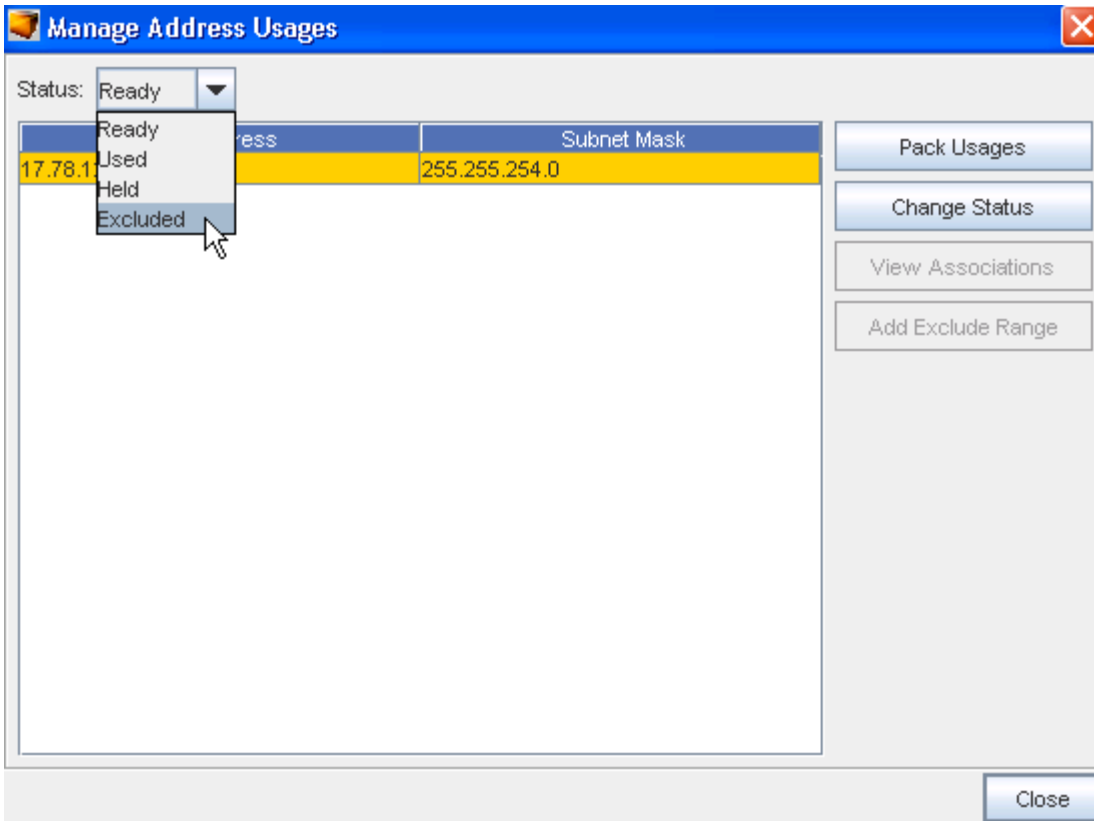 Manage Address Usages
Status: Ready
Ready
Used
Held
Excluded
ress Subnet Mask
17.78.1 255.255.254.0
Pack Usages
Change Status
View Associations
Add Exclude Range
Close